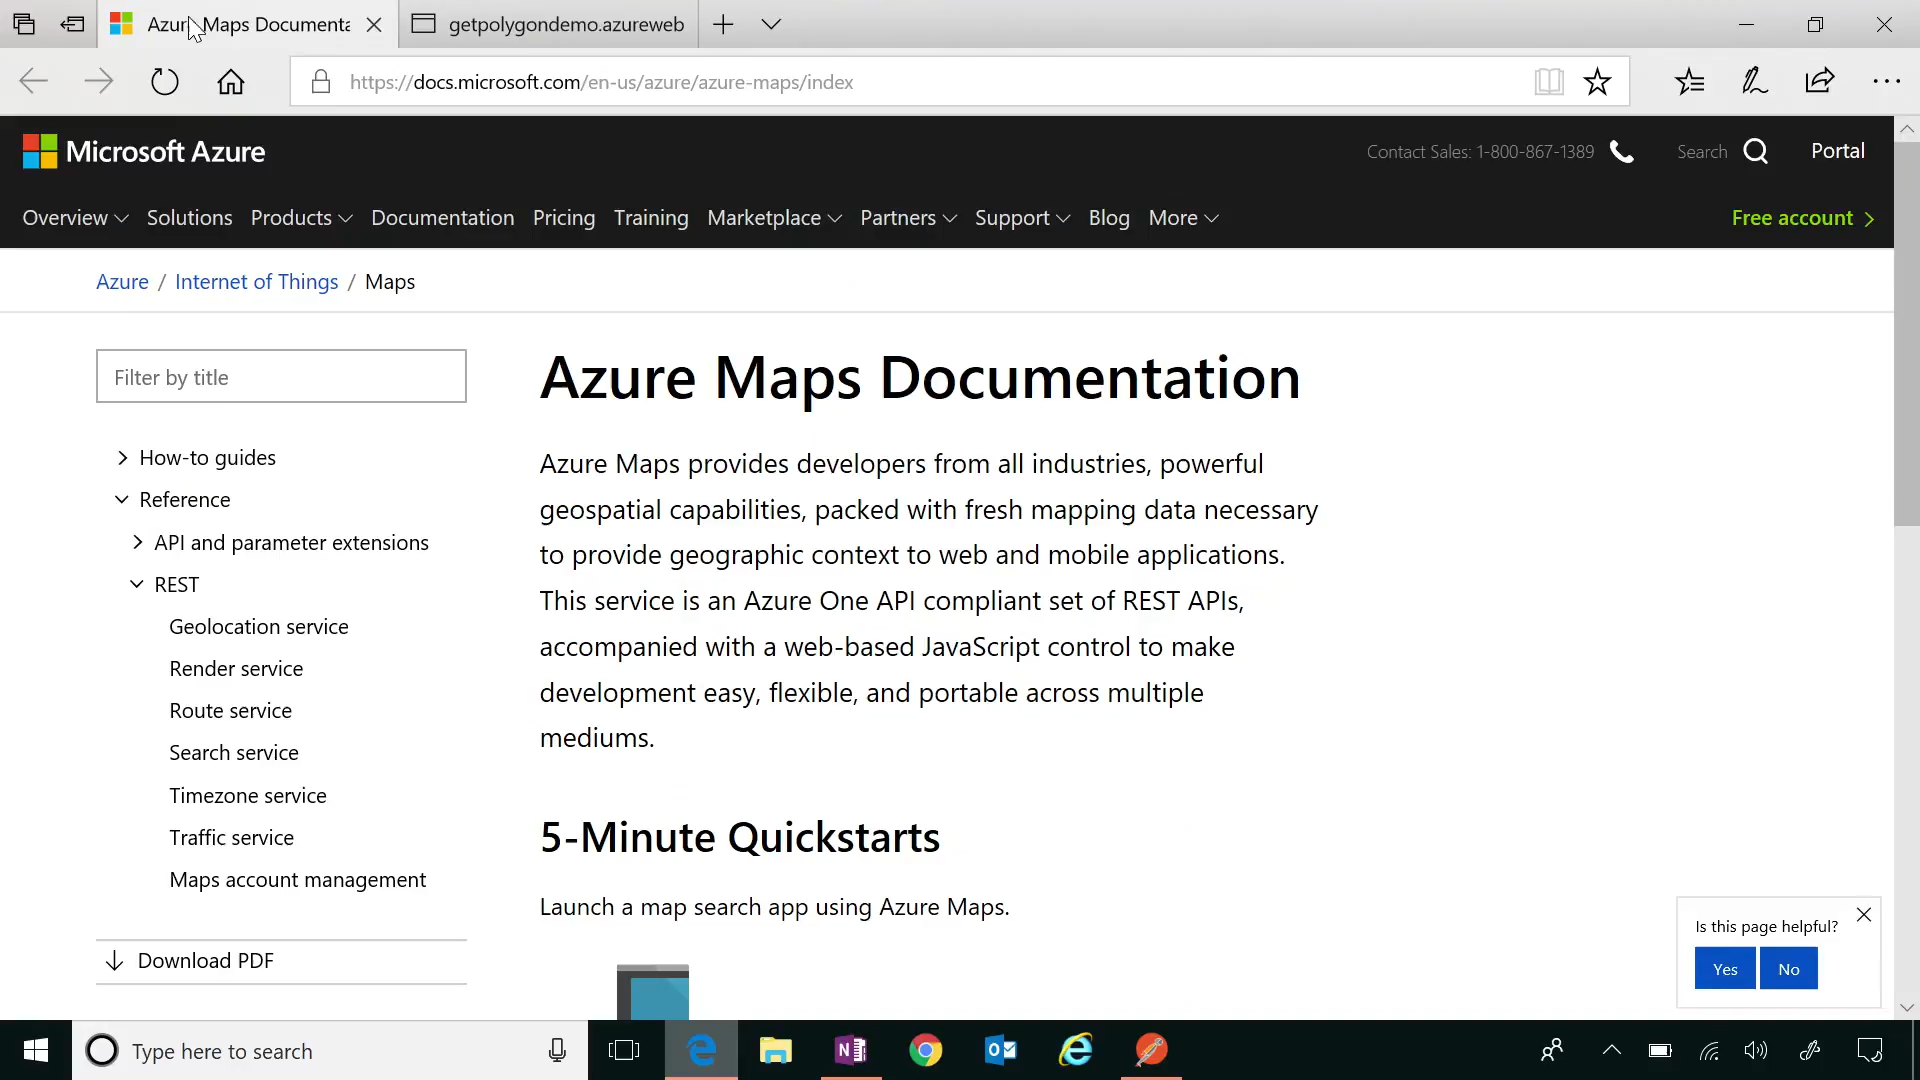 Azure Maps Documenta
getpolygondemo.azureweb
https://docs.microsoft.com/en-us/azure/azure-maps/index
Microsoft Azure
Contact Sales: 1-800-867-1389
Search
Portal
Overview
Solutions
Products
Documentation
Pricing
Training
Marketplace
Partners
Support
Blog
More
Free account
Azure / Internet of Things / Maps
Filter by title
How-to guides
Reference
API and parameter extensions
REST
Geolocation service
Render service
Route service
Search service
Timezone service
Traffic service
Maps account management
Download PDF
Azure Maps Documentation
Azure Maps provides developers from all industries, powerful
geospatial capabilities, packed with fresh mapping data necessary
to provide geographic context to web and mobile applications.
This service is an Azure One API compliant set of REST APIs,
accompanied with a web-based JavaScript control to make
development easy, flexible, and portable across multiple
mediums.
5-Minute Quickstarts
Launch a map search app using Azure Maps.
Is this page helpful?
Yes
No
Type here to search